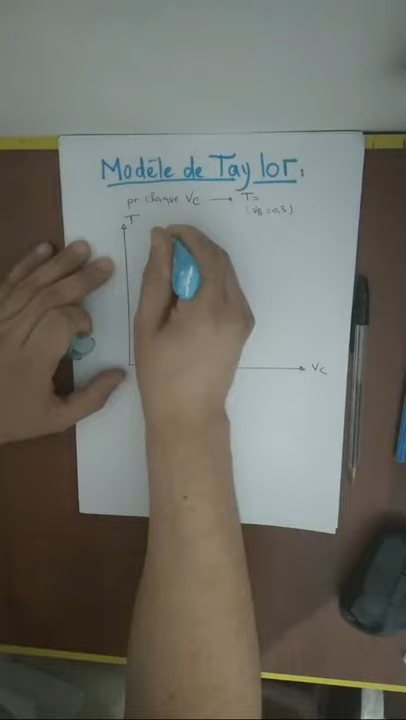 Modèle de Taylor:
pr chaque Vc → T=
(VB=0,3)
T
Vc